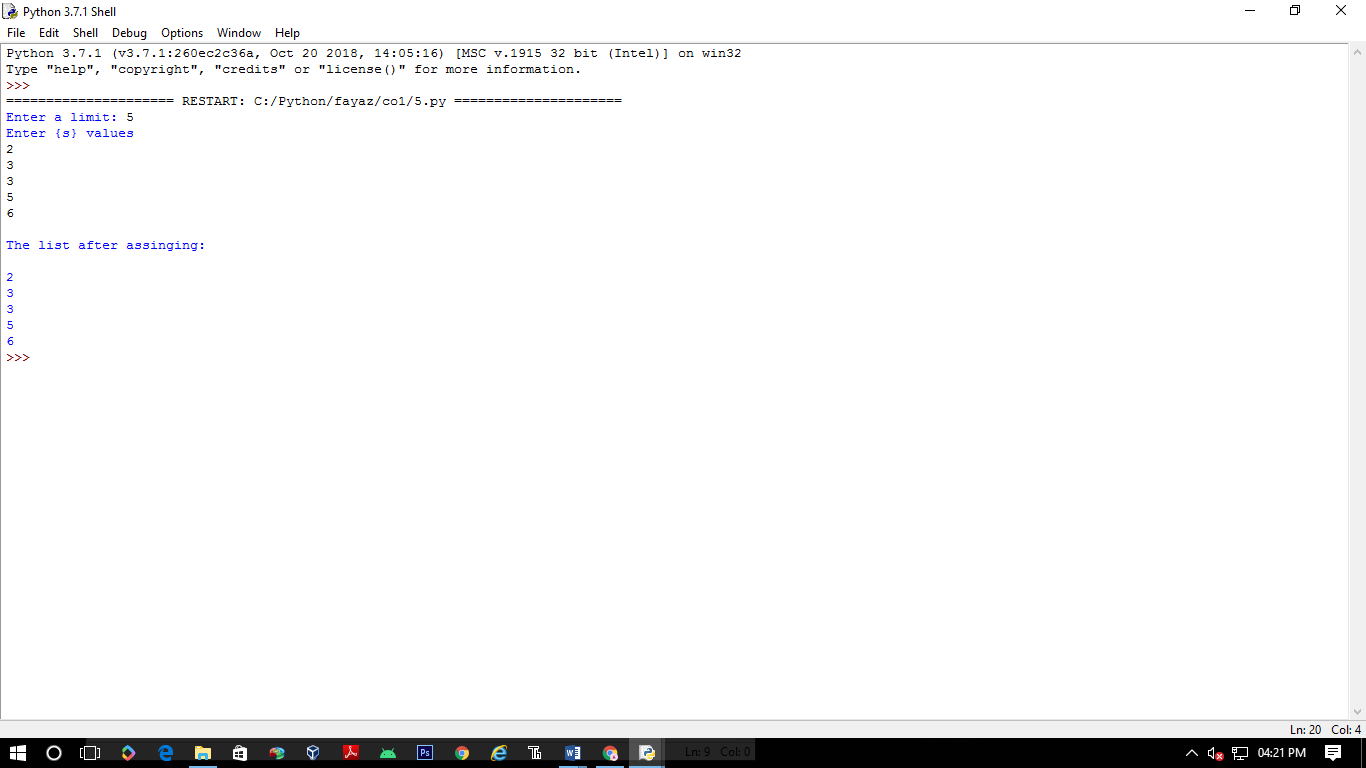 Python 3.7.1 Shell
File Edit Shell Debug Options Window Help
Python 3.7.1 (v3.7.1:260ec2c36a, Oct 20 2018, 14:05:16) [MSC v.1915 32 bit (Intel)] on win32
Type "help", "copyright", "credits" or "license()" for more information.
>>>
===================== RESTART: C:/Python/fayaz/co1/5.py =====================
Enter a limit: 5
Enter {s} values
2
3
3
5
6
The list after assinging:
2
3
3
5
6
>>>
Ln: 20 Col: 4
Ps
Ln: 9 Col: 0
04:21 PM